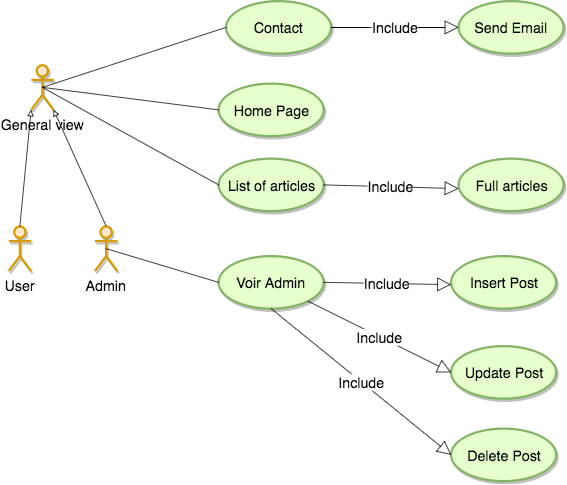 Contact
Include
Send Email
General view
Home Page
List of articles
Include
Full articles
User
Admin
Voir Admin
Include
Insert Post
Include
Update Post
Include
Delete Post